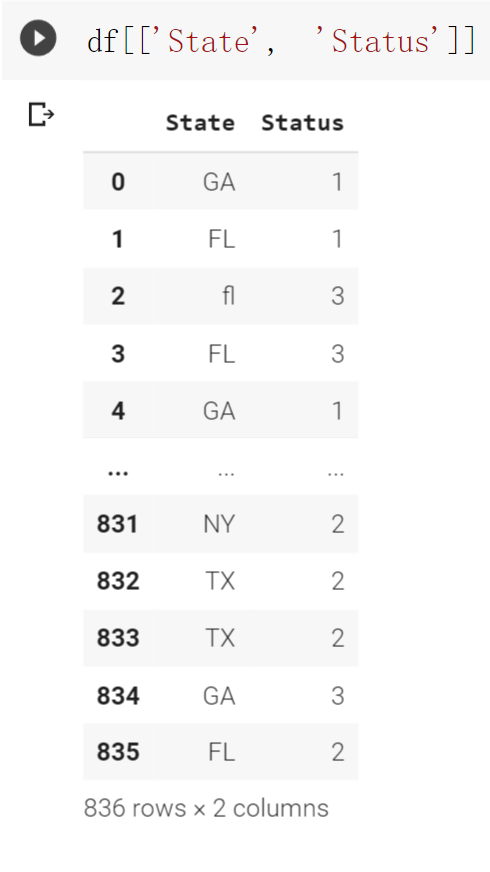 df[['State', 'Status']]
State Status
0 GA 1
1 FL 1
2 fl 3
3 FL 3
4 GA 1
... ... ...
831 NY 2
832 TX 2
833 TX 2
834 GA 3
835 FL 2
836 rows × 2 columns